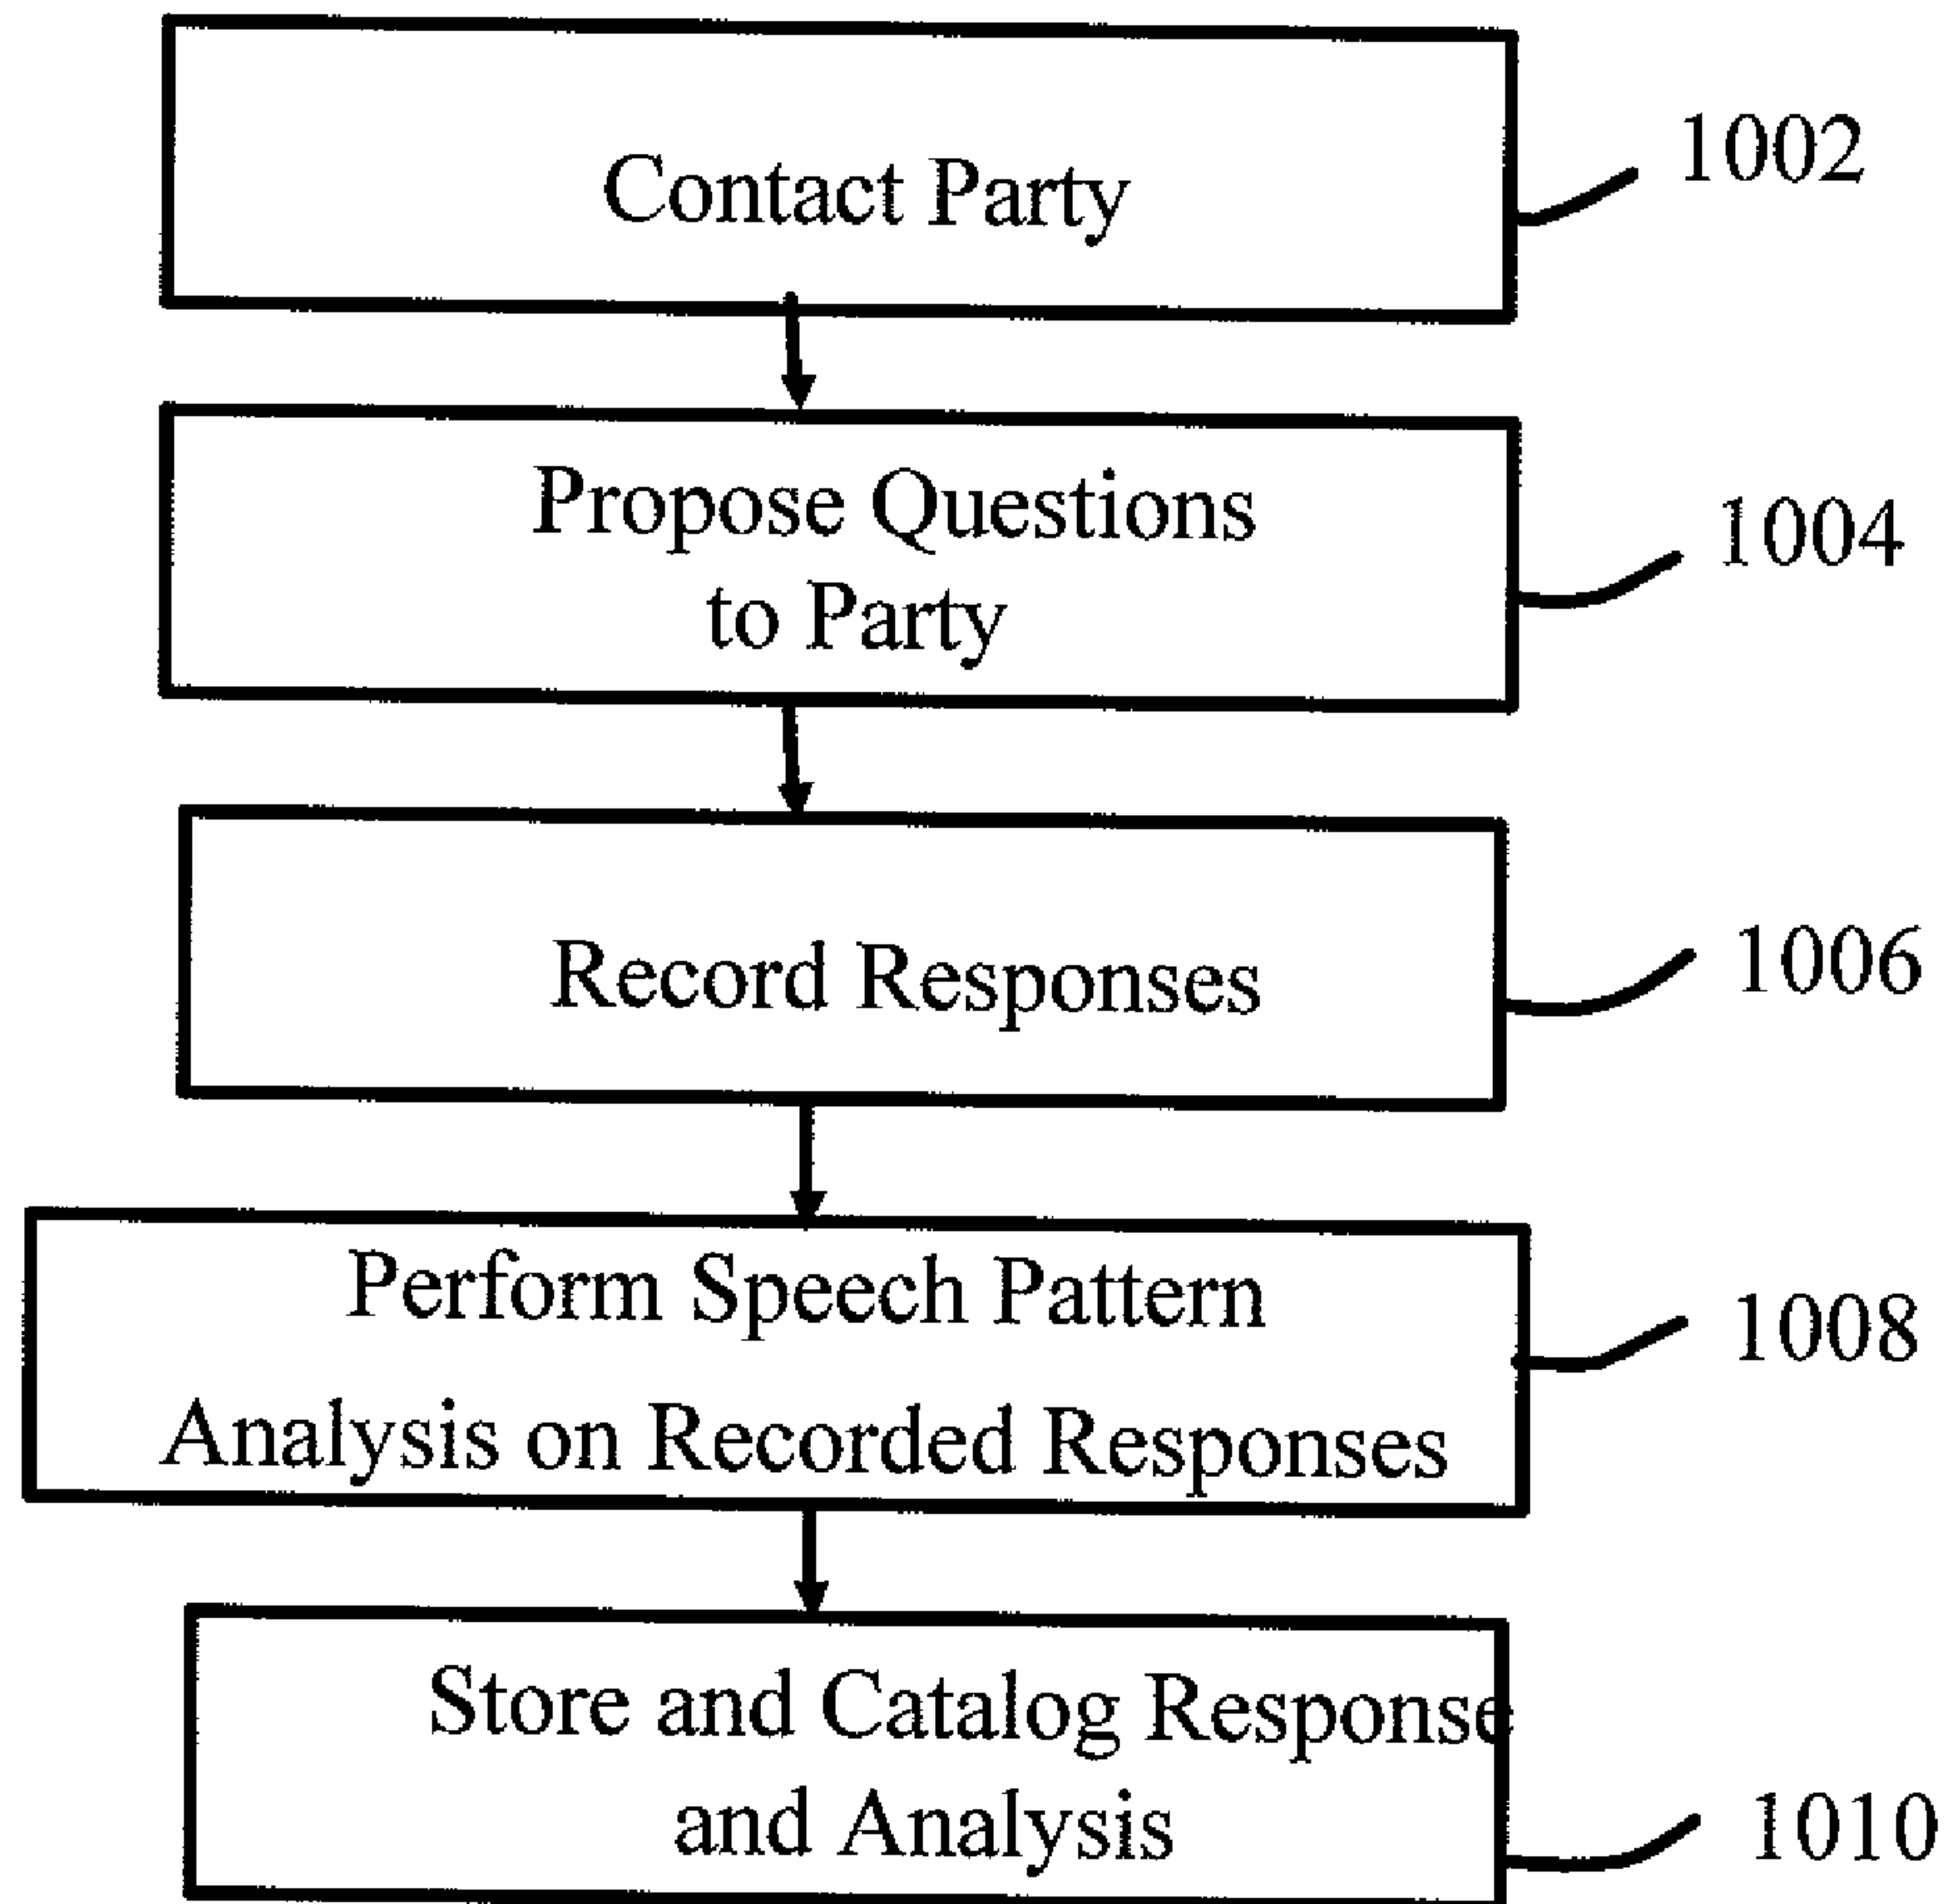 Contact Party
1002
Propose Questions
to Party
1004
Record Responses
1006
Perform Speech Pattern
Analysis on Recorded Responses
1008
Store and Catalog Response
and Analysis
1010